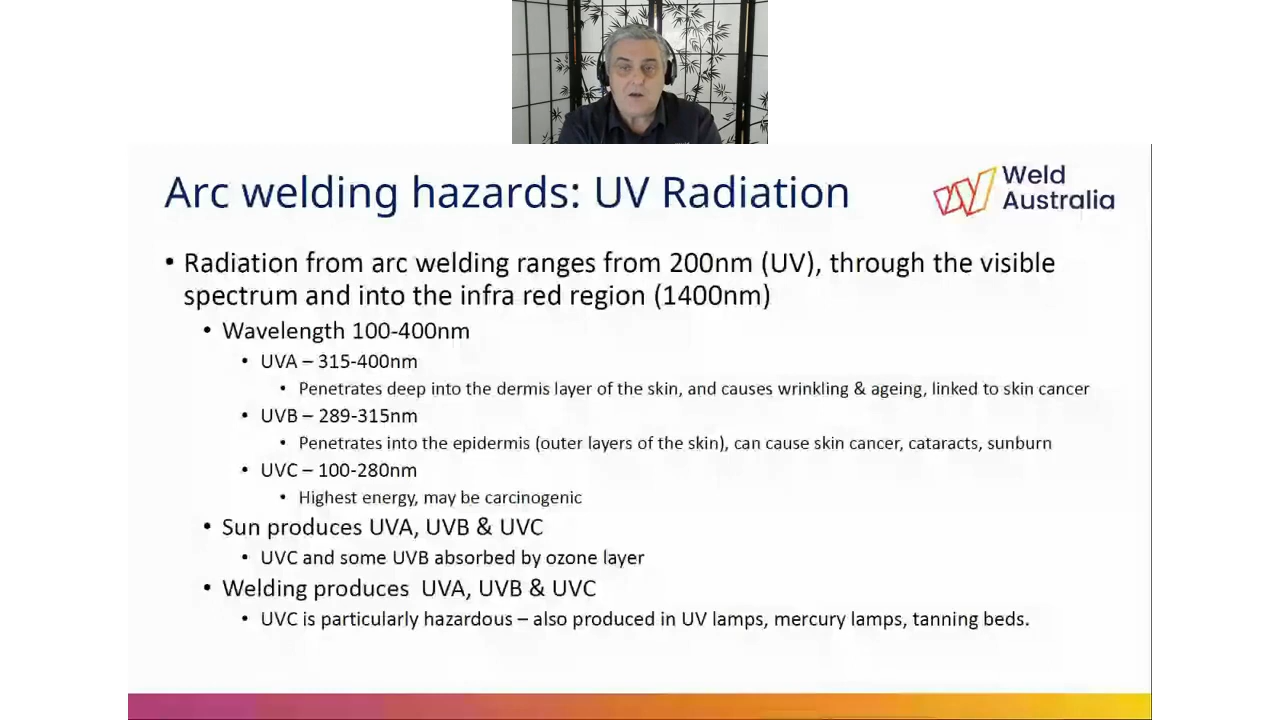 Arc welding hazards: UV Radiation
Weld
Australia
• Radiation from arc welding ranges from 200nm (UV), through the visible
spectrum and into the infra red region (1400nm)
• Wavelength 100-400nm
• UVA – 315-400nm
• Penetrates deep into the dermis layer of the skin, and causes wrinkling & ageing, linked to skin cancer
• UVB – 289-315nm
• Penetrates into the epidermis (outer layers of the skin), can cause skin cancer, cataracts, sunburn
• UVC – 100-280nm
• Highest energy, may be carcinogenic
• Sun produces UVA, UVB & UVC
• UVC and some UVB absorbed by ozone layer
• Welding produces  UVA, UVB & UVC
• UVC is particularly hazardous – also produced in UV lamps, mercury lamps, tanning beds.